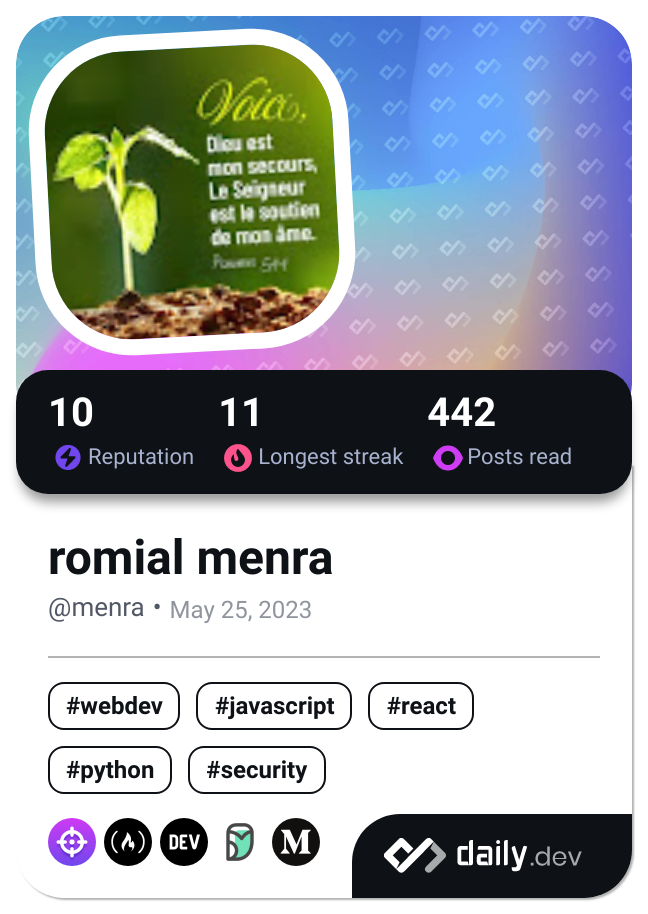 Voici,
Dieu est
mon secours,
Le Seigneur
est le soutien
de mon âme.
Psaumes 54:4
10 11 442
Reputation Longest streak Posts read
romial menra
@menra • May 25, 2023
#webdev #javascript #react
#python #security
DEV M daily.dev